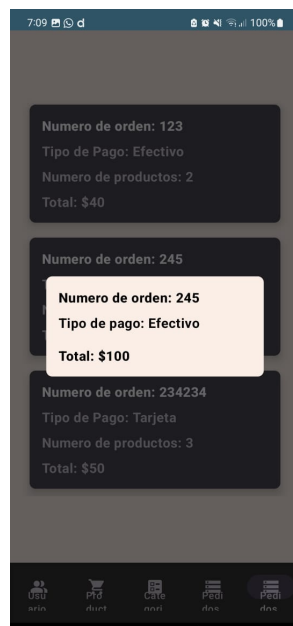 7:09 d 100%
Numero de orden: 123
Tipo de Pago: Efectivo
Numero de productos: 2
Total: $40
Numero de orden: 245
Numero de orden: 245
Tipo de pago: Efectivo
Total: $100
Numero de orden: 234234
Tipo de Pago: Tarjeta
Numero de productos: 3
Total: $50
Usu Pro Cate Pedi Pedi
ario duct gori dos dos